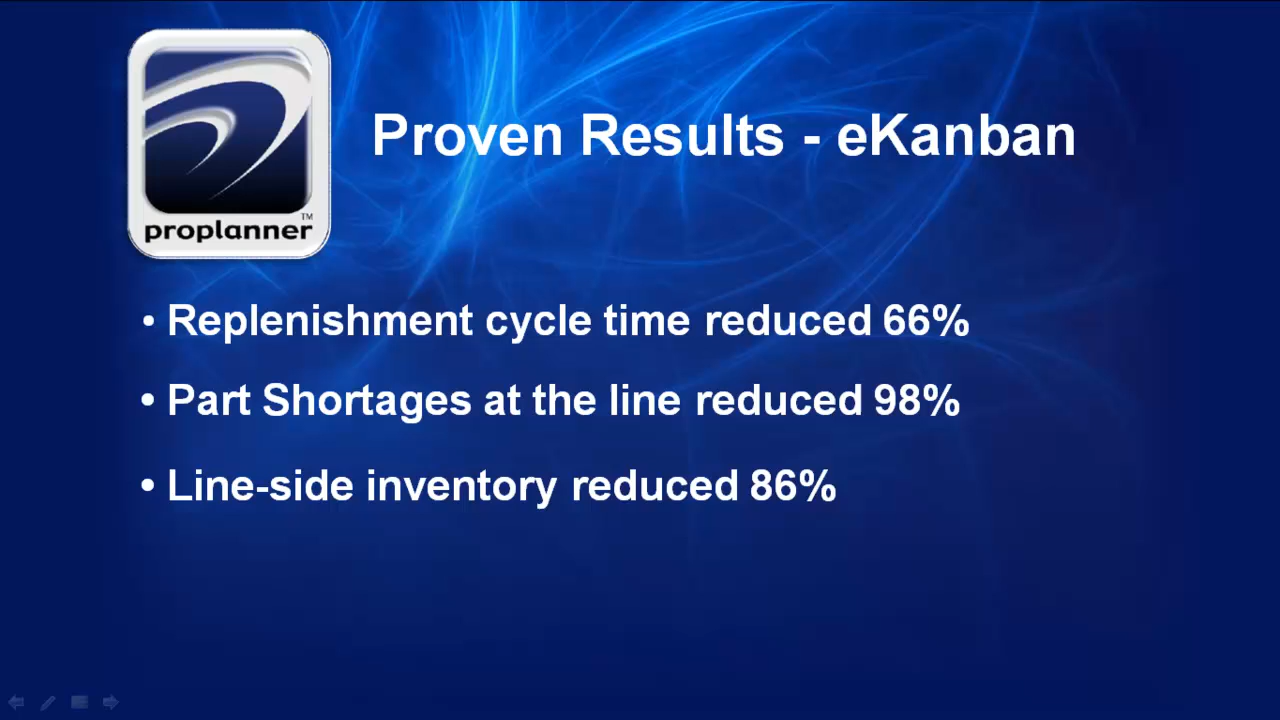 Proven Results - eKanban
TM
proplanner
• Replenishment cycle time reduced 66%
• Part Shortages at the line reduced 98%
• Line-side inventory reduced 86%